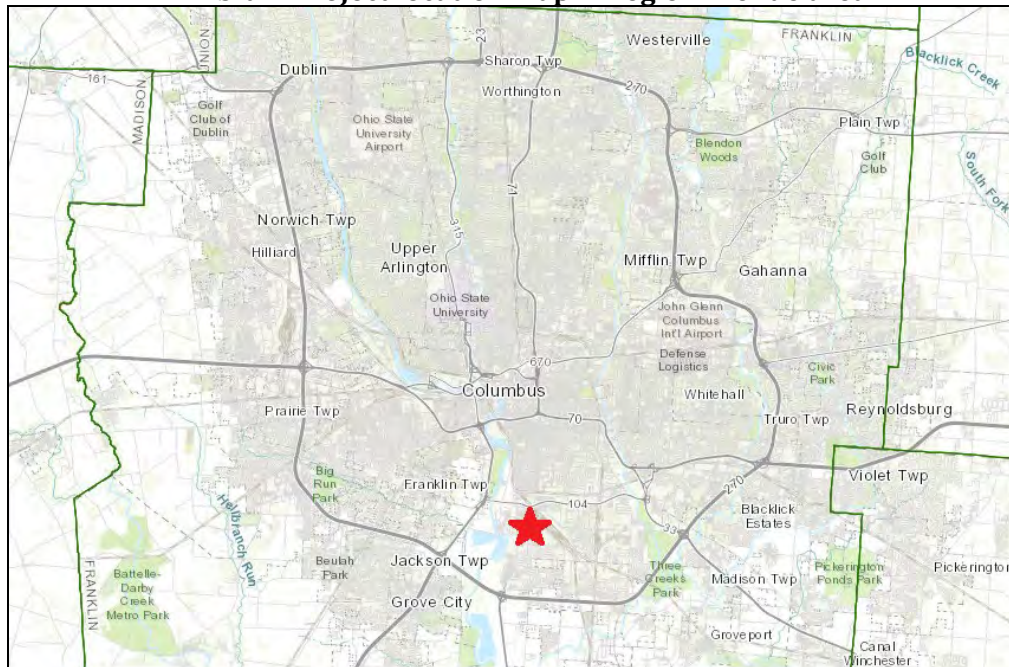 FRANKLIN
Westerville
UNION
23
Sharon Twp
Blacklick Creek
161
Dublin
Worthington
270
MADISON
Golf
Club of
Dublin
Ohio State
University
Airport
Plain Twp
Blendon
Woods
Golf
Club
South Fork
71
Norwich Twp
315
Hilliard
Upper
Arlington
Mifflin Twp
Gahanna
Ohio State
University
John Glenn
Columbus
Int'l Airport
670
Defense
Logistics
Civic
Park
Columbus
Whitehall
Prairie Twp
70
Truro Twp
Reynoldsburg
Big
Run
Park
Franklin Twp
270
Violet Twp
104
Hellbranch Run
33
Blacklick
Estates
Beulah
Park
Jackson Twp
Three
Creeks
Park
Madison Twp
Pickerington
Ponds Park
Pickerington
FRANKLIN
Battelle-
Darby
Creek
Metro Park
Grove City
Groveport
Canal
Winchester